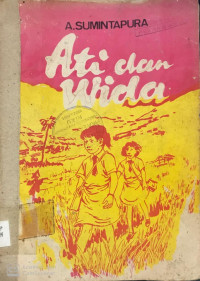 A.SUMINTAPURA
Ati dan
Wida